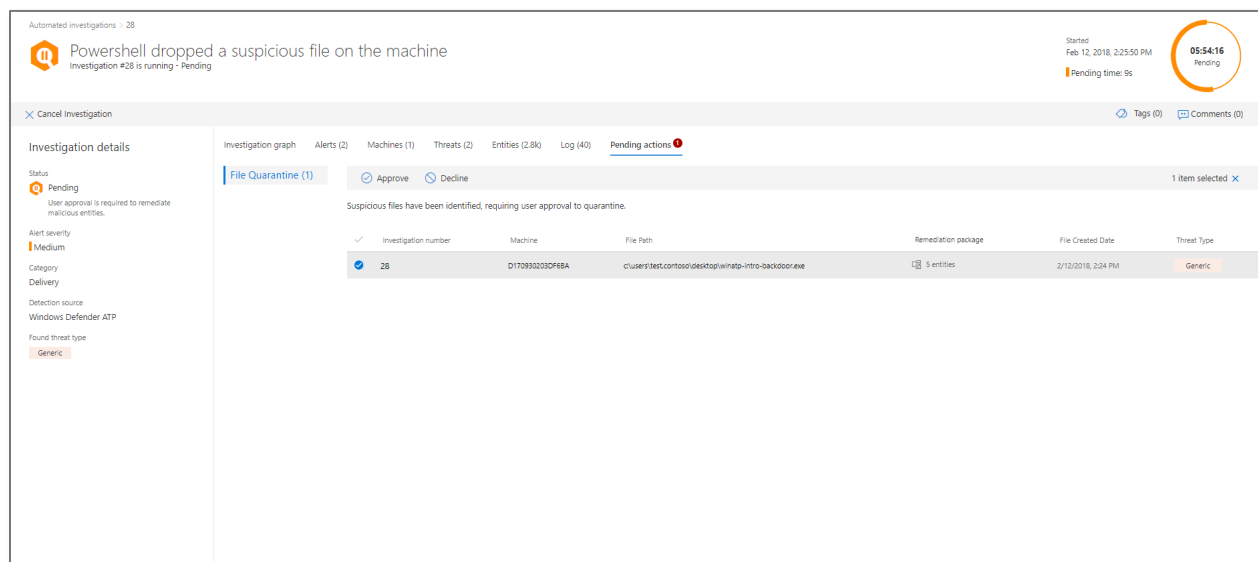 Automated investigations > 28
Powershell dropped a suspicious file on the machine
Investigation #28 is running - Pending
Started
Feb 12, 2018, 2:25:50 PM
Pending time: 9s
05:54:16
Pending
Cancel Investigation
Tags (0)
Comments (0)
Investigation details
Status
Pending
User approval is required to remediate
malicious entities.
Alert severity
Medium
Category
Delivery
Detection source
Windows Defender ATP
Found threat type
Generic
Investigation graph Alerts (2) Machines (1) Threats (2) Entities (2.8k) Log (40) Pending actions 1
File Quarantine (1)
Approve Decline 1 item selected
Suspicious files have been identified, requiring user approval to quarantine.
Investigation number Machine File Path Remediation package File Created Date Threat Type
28 D170930203DF6BA c:\users\test.contoso\desktop\winatp-intro-backdoor.exe 5 entities 2/12/2018, 2:24 PM Generic